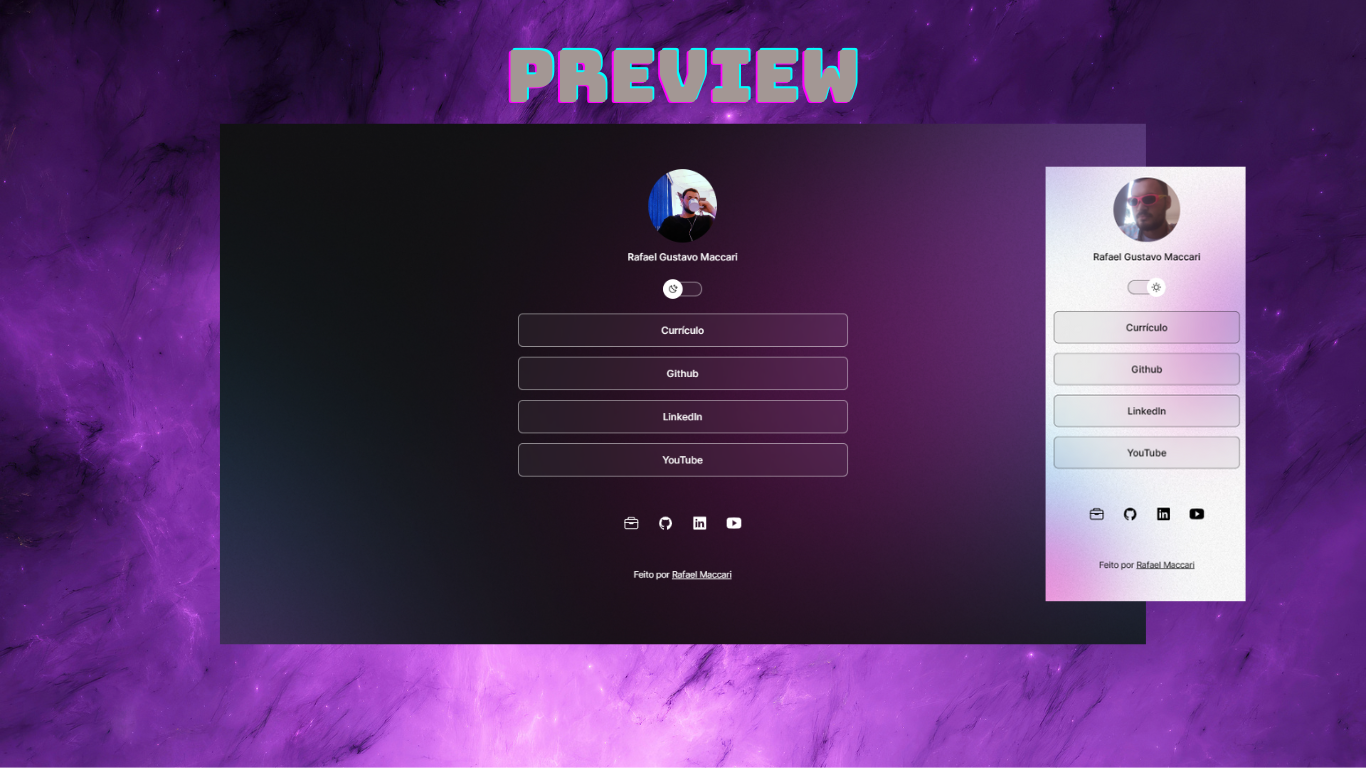 PREVIEW
Rafael Gustavo Maccari
Currículo
Github
LinkedIn
YouTube
Feito por Rafael Maccari
Rafael Gustavo Maccari
Currículo
Github
LinkedIn
YouTube
Feito por Rafael Maccari